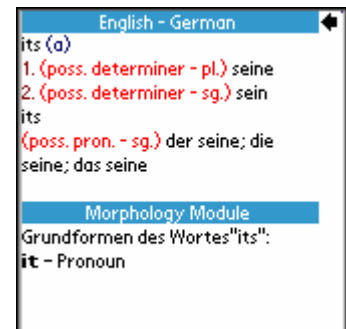 English - German
its (a)
1. (poss. determiner - pl.) seine
2. (poss. determiner - sg.) sein
its
(poss. pron. - sg.) der seine; die
seine; das seine
Morphology Module
Grundformen des Wortes"its":
it - Pronoun